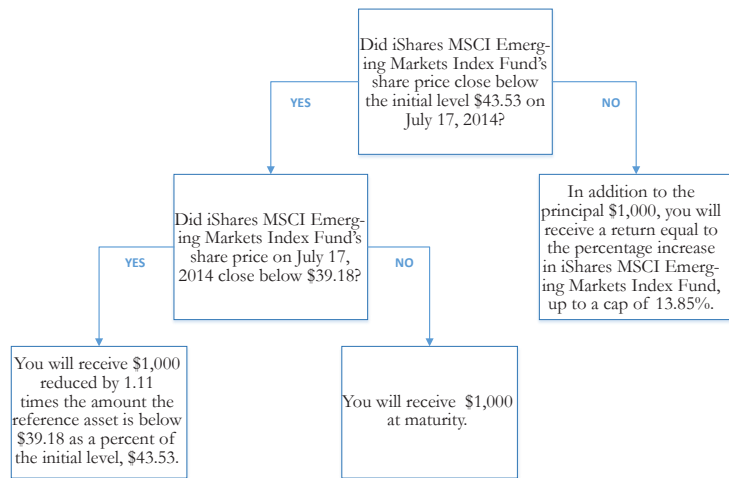 Did iShares MSCI Emerg-
ing Markets Index Fund's
share price close below
the initial level $43.53 on
July 17, 2014?
YES
NO
Did iShares MSCI Emerg-
ing Markets Index Fund's
share price on July 17,
2014 close below $39.18?
In addition to the
principal $1,000, you will
receive a return equal to
the percentage increase
in iShares MSCI Emerg-
ing Markets Index Fund,
up to a cap of 13.85%.
YES
NO
You will receive $1,000
reduced by 1.11
times the amount the
reference asset is below
$39.18 as a percent of
the initial level, $43.53.
You will receive $1,000
at maturity.